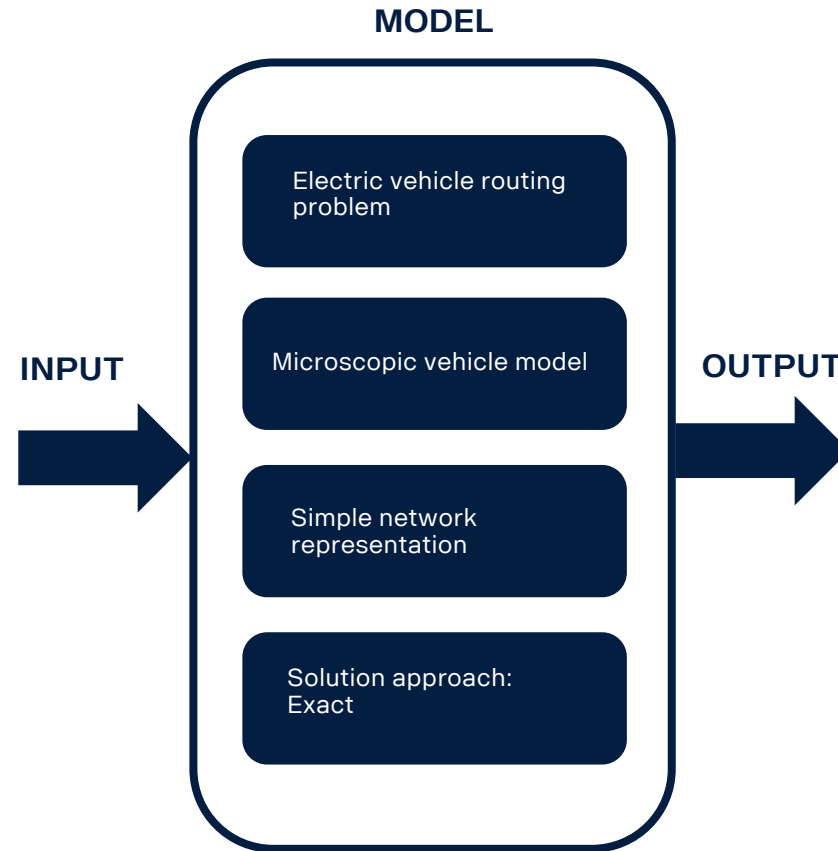 MODEL
Electric vehicle routing
problem
INPUT
Microscopic vehicle model
OUTPUT
Simple network
representation
Solution approach:
Exact